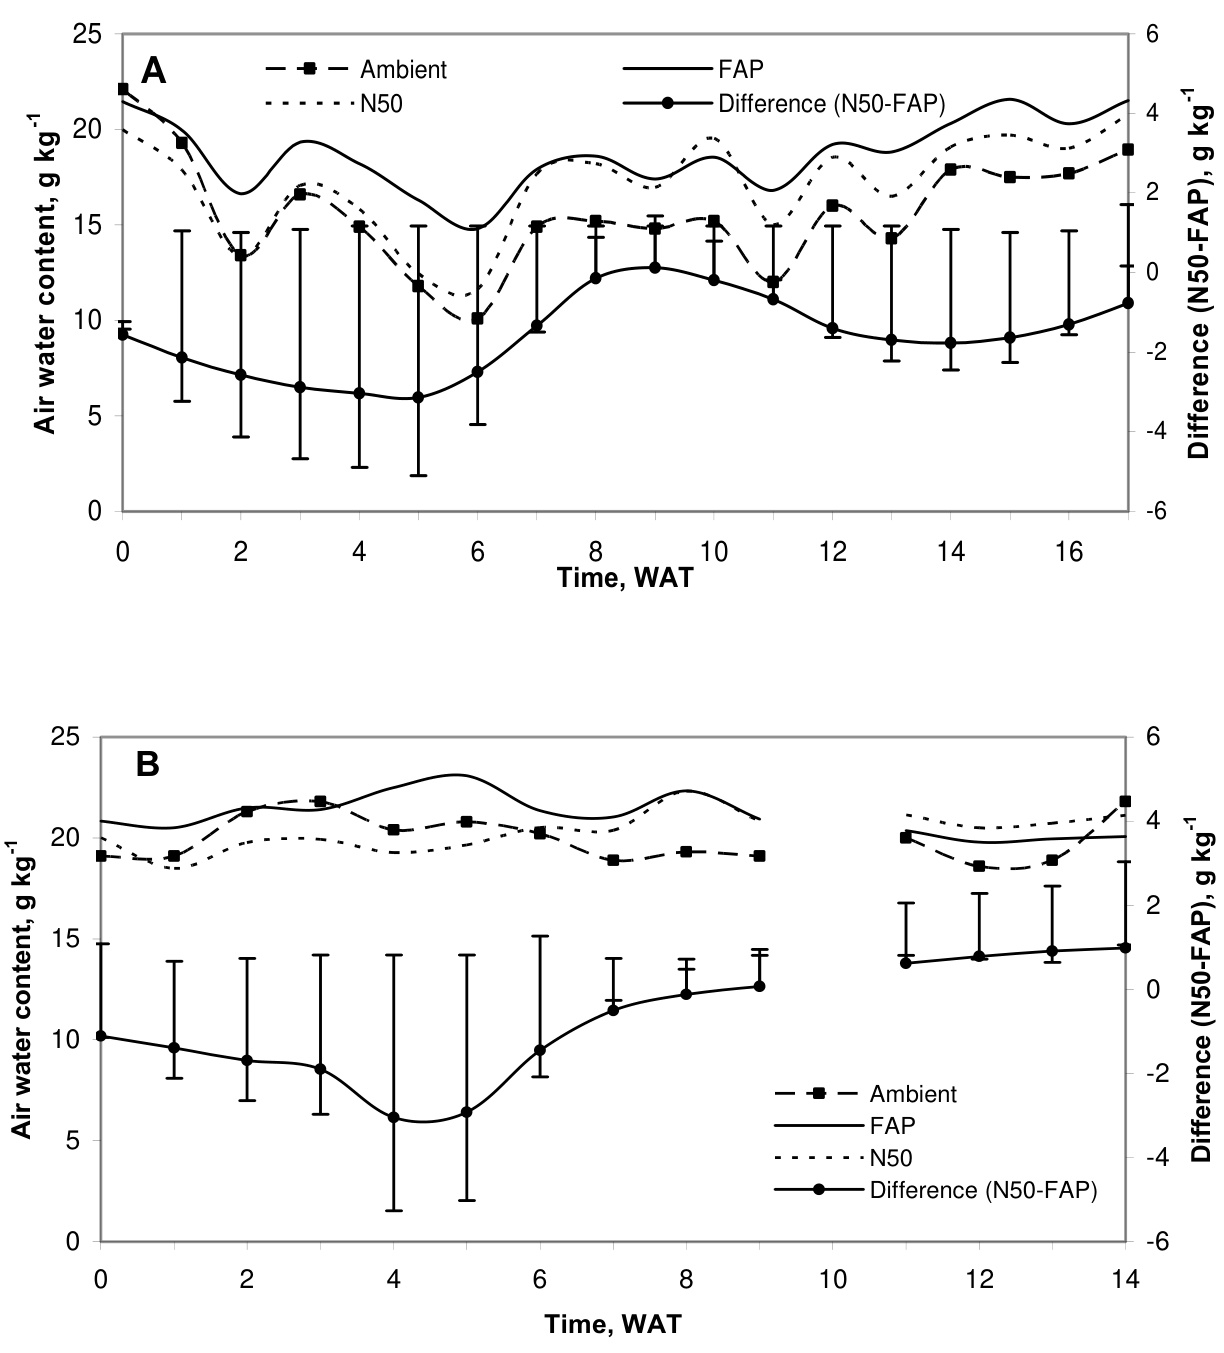 A
Ambient
FAP
N50
Difference (N50-FAP)
25
20
15
10
5
0
Air water content, g kg-1
6
4
2
0
-2
-4
-6
Difference (N50-FAP), g kg-1
0 2 4 6 8 10 12 14 16
Time, WAT
B
25
20
15
10
5
0
Air water content, g kg-1
6
4
2
0
-2
-4
-6
Difference (N50-FAP), g kg-1
Ambient
FAP
N50
Difference (N50-FAP)
0 2 4 6 8 10 12 14
Time, WAT